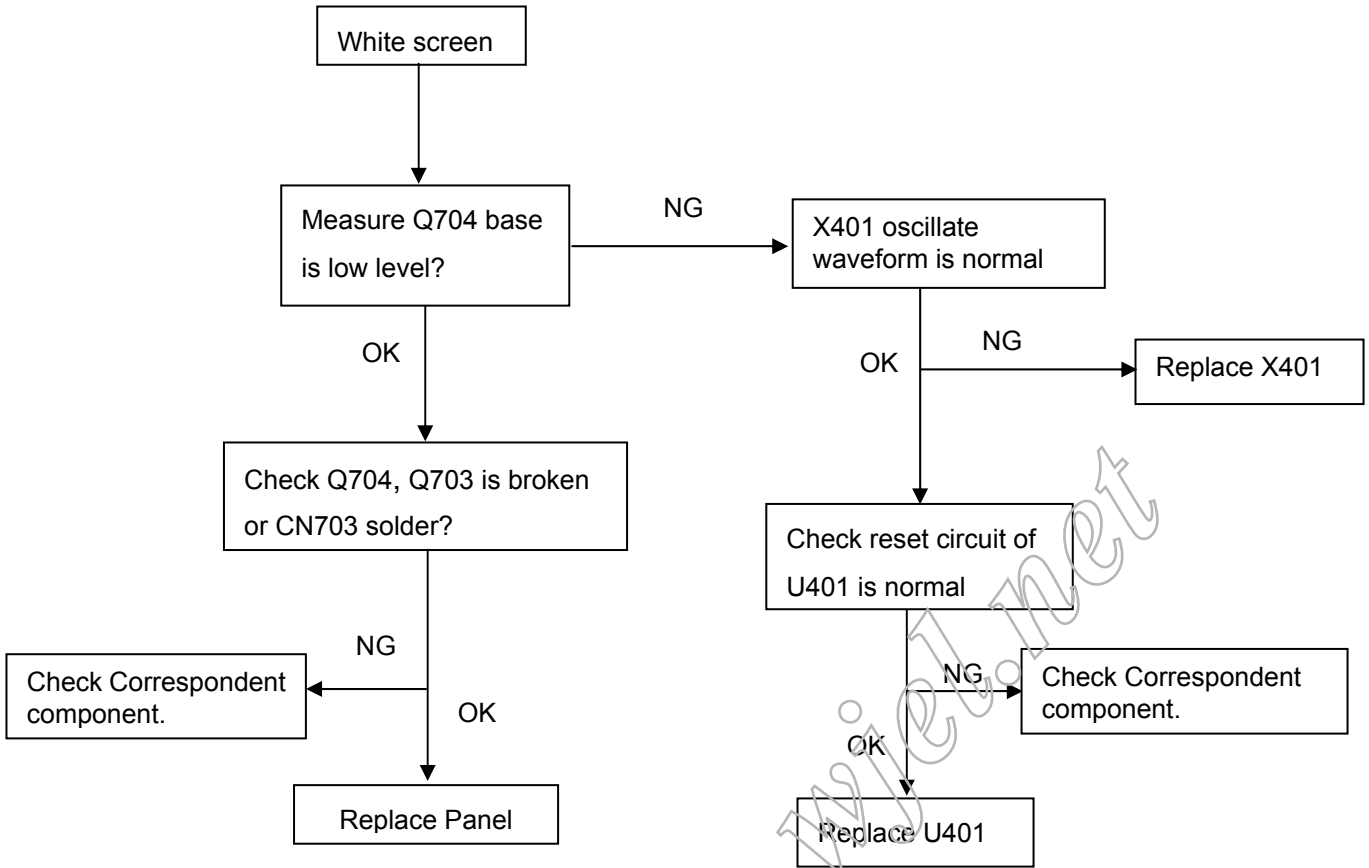 White screen
Measure Q704 base
is low level?
NG
X401 oscillate
waveform is normal
OK
OK
NG
Replace X401
Check Q704, Q703 is broken
or CN703 solder?
Check reset circuit of
U401 is normal
NG
Check Correspondent
component.
OK
NG
Check Correspondent
component.
OK
Replace Panel
Replace U401
wjel.net